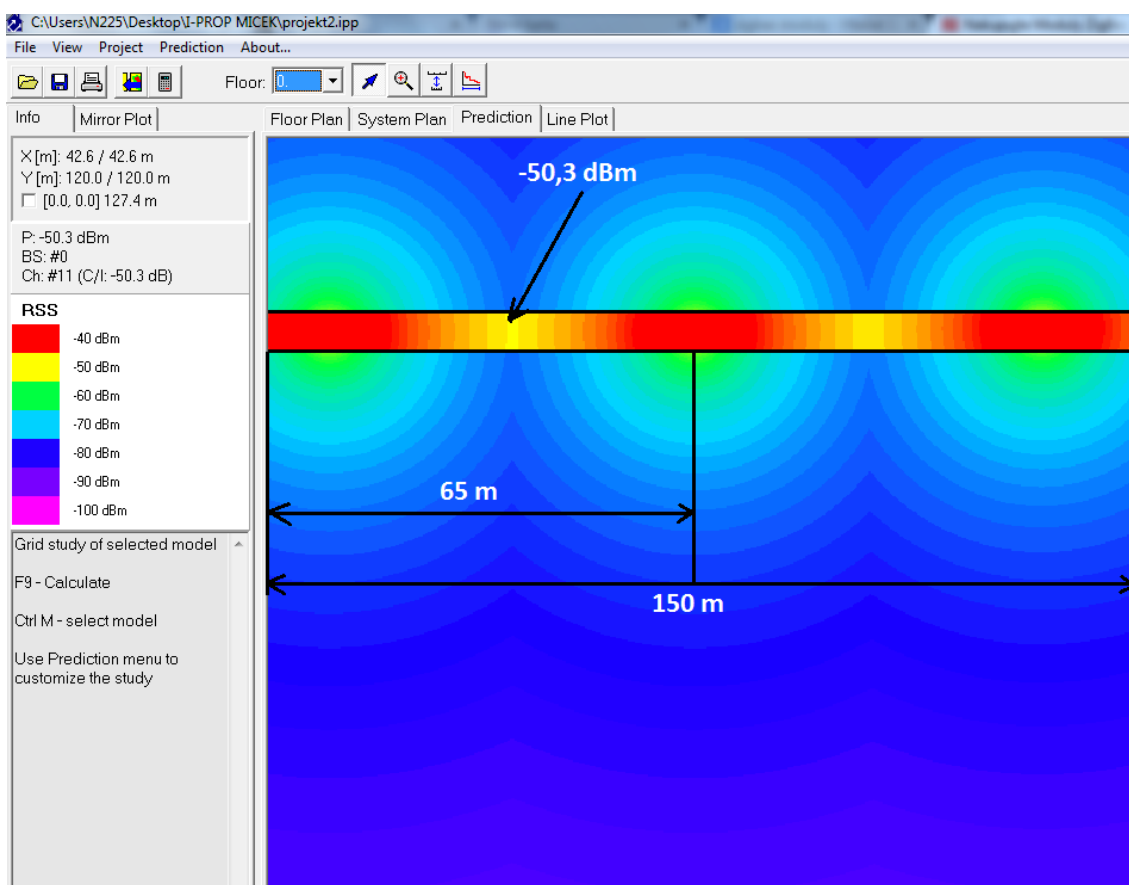 C:\Users\N225\Desktop\I-PROP MICEK\projekt2.ipp
File View Project Prediction About...
Floor: 0.
Info Mirror Plot Floor Plan System Plan Prediction Line Plot
X [m]: 42.6 / 42.6 m
Y [m]: 120.0 / 120.0 m
[0.0, 0.0] 127.4 m
P: -50.3 dBm
BS: #0
Ch: #11 (C/I: -50.3 dB)
RSS
-40 dBm
-50 dBm
-60 dBm
-70 dBm
-80 dBm
-90 dBm
-100 dBm
Grid study of selected model
F9 - Calculate
Ctrl M - select model
Use Prediction menu to
customize the study
-50,3 dBm
65 m
150 m